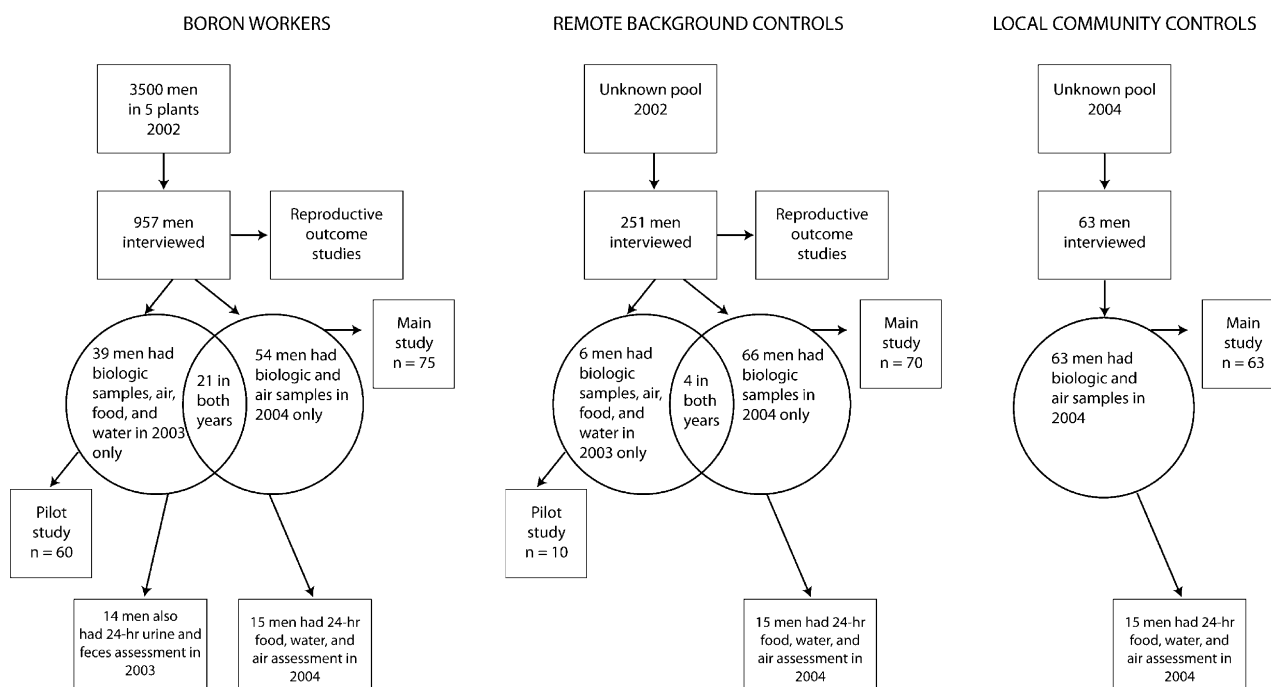 BORON WORKERS
3500 men
in 5 plants
2002
957 men
interviewed
Reproductive
outcome
studies
39 men had
biologic
samples, air,
food, and
water in 2003
only
21 in
both
years
54 men had
biologic and
air samples in
2004 only
Main
study
n = 75
Pilot
study
n = 60
14 men also
had 24-hr urine and
feces assessment in
2003
15 men had 24-hr
food, water, and
air assessment in
2004
REMOTE BACKGROUND CONTROLS
Unknown pool
2002
251 men
interviewed
Reproductive
outcome
studies
6 men had
biologic
samples, air,
food, and
water in
2003 only
4 in
both
years
66 men had
biologic
samples in
2004 only
Main
study
n = 70
Pilot
study
n = 10
15 men had 24-hr
food, water, and
air assessment in
2004
LOCAL COMMUNITY CONTROLS
Unknown pool
2004
63 men
interviewed
63 men had
biologic and
air samples in
2004
Main
study
n = 63
15 men had 24-hr
food, water, and
air assessment in
2004